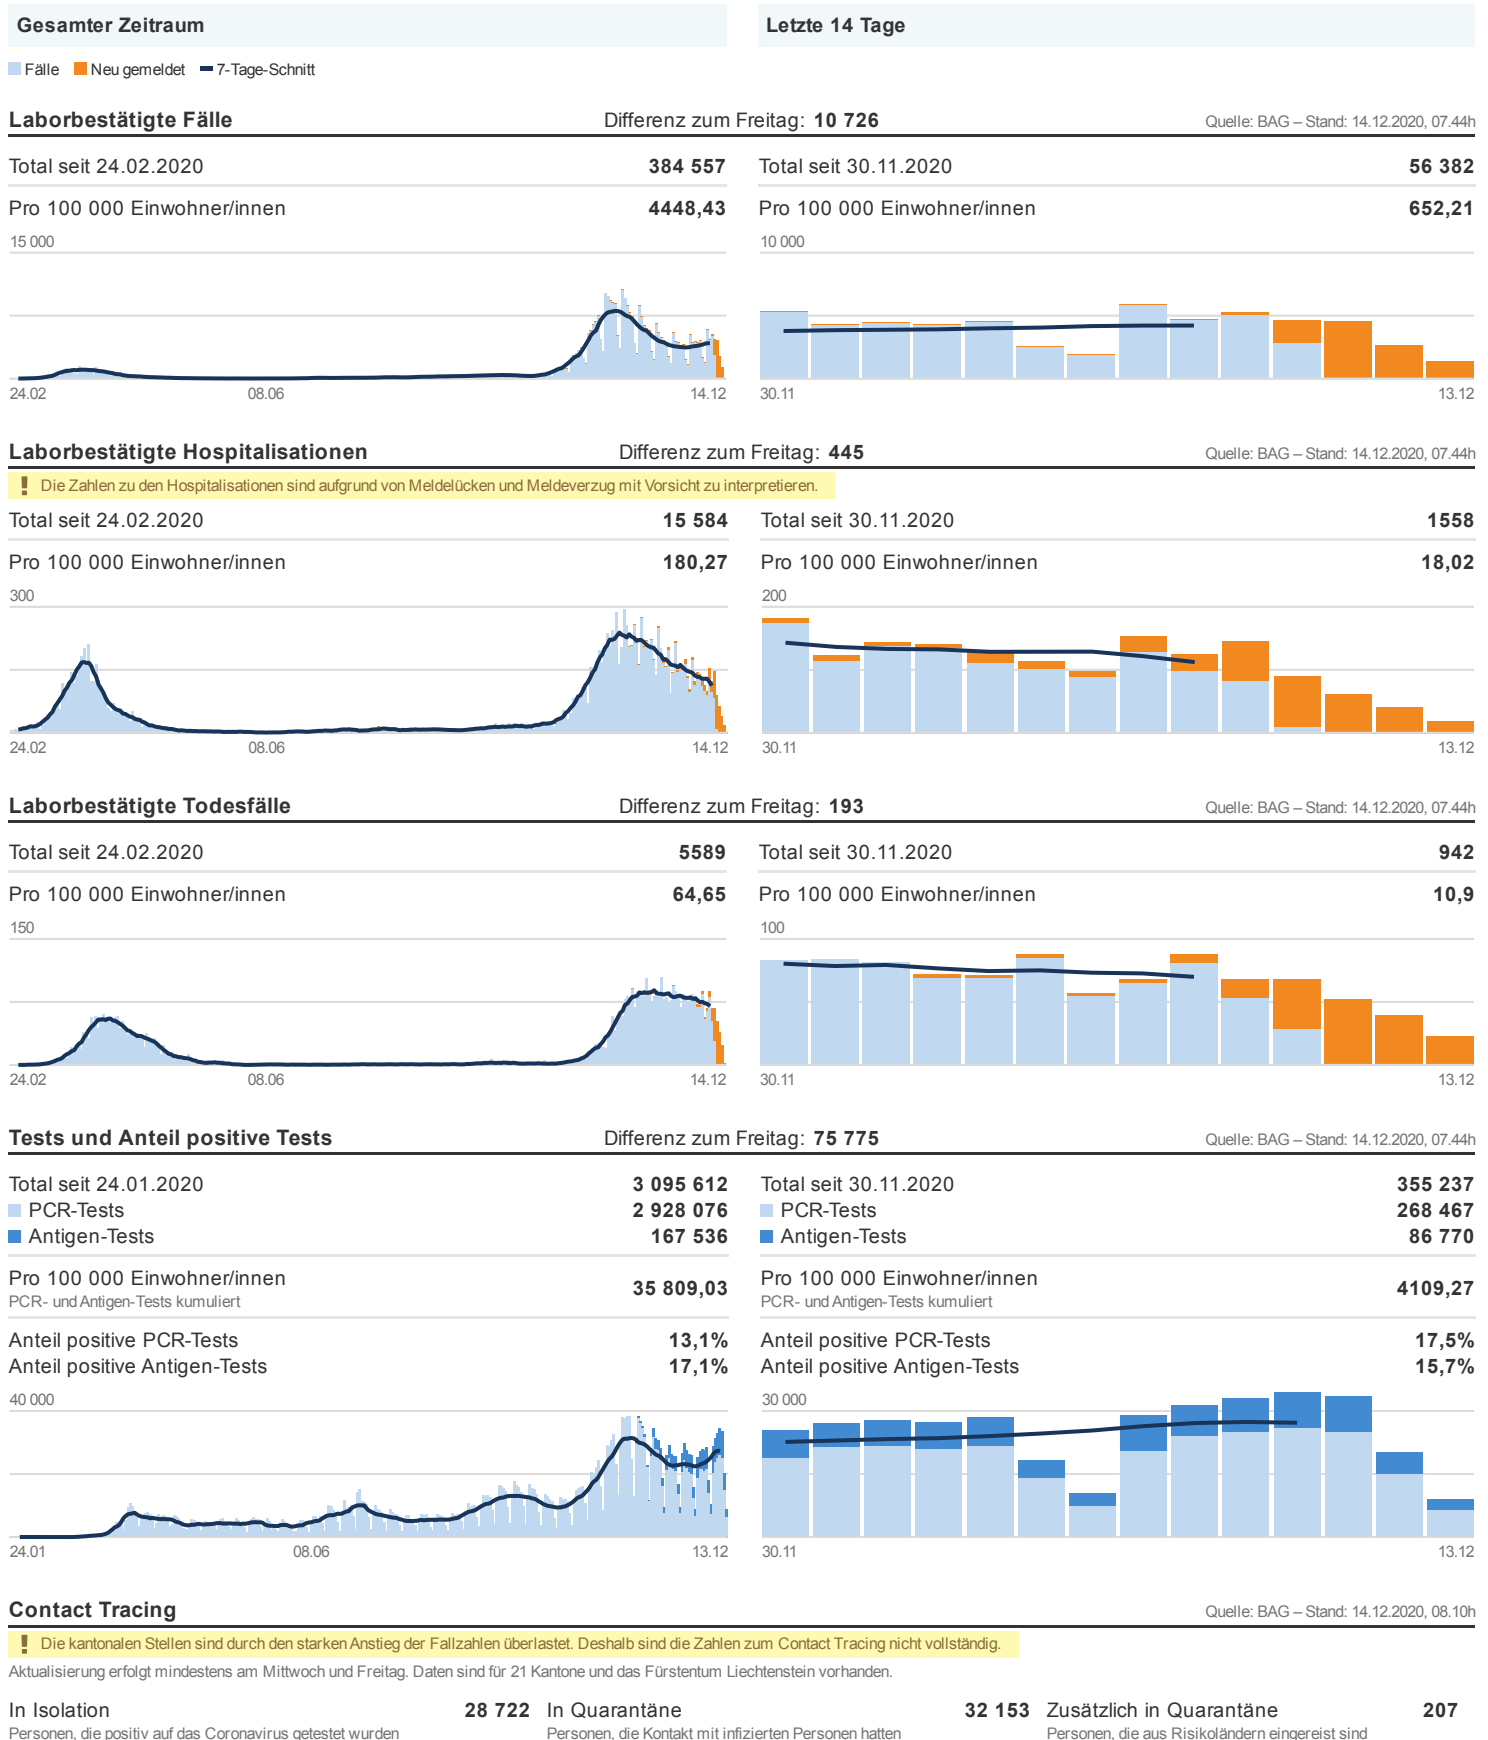 Gesamter Zeitraum
Letzte 14 Tage
Fälle Neu gemeldet 7-Tage-Schnitt
Laborbestätigte Fälle Differenz zum Freitag: 10 726 Quelle: BAG – Stand: 14.12.2020, 07.44h
Total seit 24.02.2020 384 557
Pro 100 000 Einwohner/innen 4448,43
15 000
24.02 08.06 14.12
Total seit 30.11.2020 56 382
Pro 100 000 Einwohner/innen 652,21
10 000
30.11 13.12
Laborbestätigte Hospitalisationen Differenz zum Freitag: 445 Quelle: BAG – Stand: 14.12.2020, 07.44h
! Die Zahlen zu den Hospitalisationen sind aufgrund von Meldelücken und Meldeverzug mit Vorsicht zu interpretieren.
Total seit 24.02.2020 15 584
Pro 100 000 Einwohner/innen 180,27
300
24.02 08.06 14.12
Total seit 30.11.2020 1558
Pro 100 000 Einwohner/innen 18,02
200
30.11 13.12
Laborbestätigte Todesfälle Differenz zum Freitag: 193 Quelle: BAG – Stand: 14.12.2020, 07.44h
Total seit 24.02.2020 5589
Pro 100 000 Einwohner/innen 64,65
150
24.02 08.06 14.12
Total seit 30.11.2020 942
Pro 100 000 Einwohner/innen 10,9
100
30.11 13.12
Tests und Anteil positive Tests Differenz zum Freitag: 75 775 Quelle: BAG – Stand: 14.12.2020, 07.44h
Total seit 24.01.2020 3 095 612
PCR-Tests 2 928 076
Antigen-Tests 167 536
Pro 100 000 Einwohner/innen 35 809,03
PCR- und Antigen-Tests kumuliert
Anteil positive PCR-Tests 13,1%
Anteil positive Antigen-Tests 17,1%
40 000
24.01 08.06 13.12
Total seit 30.11.2020 355 237
PCR-Tests 268 467
Antigen-Tests 86 770
Pro 100 000 Einwohner/innen 4109,27
PCR- und Antigen-Tests kumuliert
Anteil positive PCR-Tests 17,5%
Anteil positive Antigen-Tests 15,7%
30 000
30.11 13.12
Contact Tracing Quelle: BAG – Stand: 14.12.2020, 08.10h
! Die kantonalen Stellen sind durch den starken Anstieg der Fallzahlen überlastet. Deshalb sind die Zahlen zum Contact Tracing nicht vollständig.
Aktualisierung erfolgt mindestens am Mittwoch und Freitag. Daten sind für 21 Kantone und das Fürstentum Liechtenstein vorhanden.
In Isolation 28 722
Personen, die positiv auf das Coronavirus getestet wurden
In Quarantäne 32 153
Personen, die Kontakt mit infizierten Personen hatten
Zusätzlich in Quarantäne 207
Personen, die aus Risikoländern eingereist sind